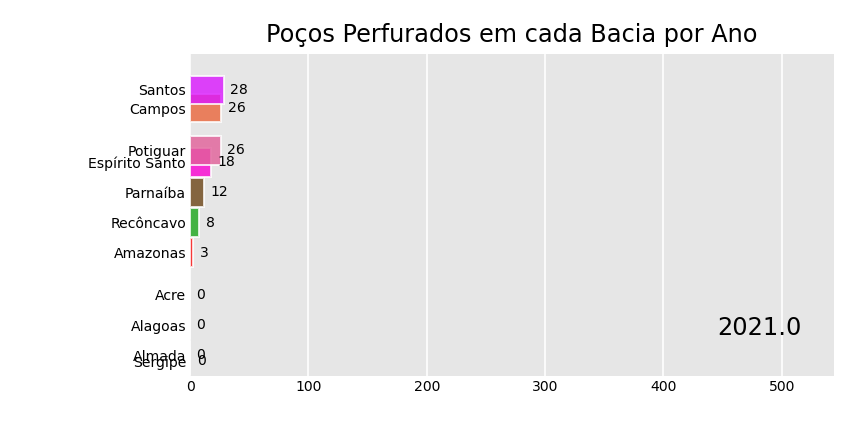 Poços Perfurados em cada Bacia por Ano
Santos 28
Campos 26
Potiguar 26
Espírito Santo 18
Parnaíba 12
Recôncavo 8
Amazonas 3
Acre 0
Alagoas 0
2021.0
Almada 0
Sergipe 0
0 100 200 300 400 500